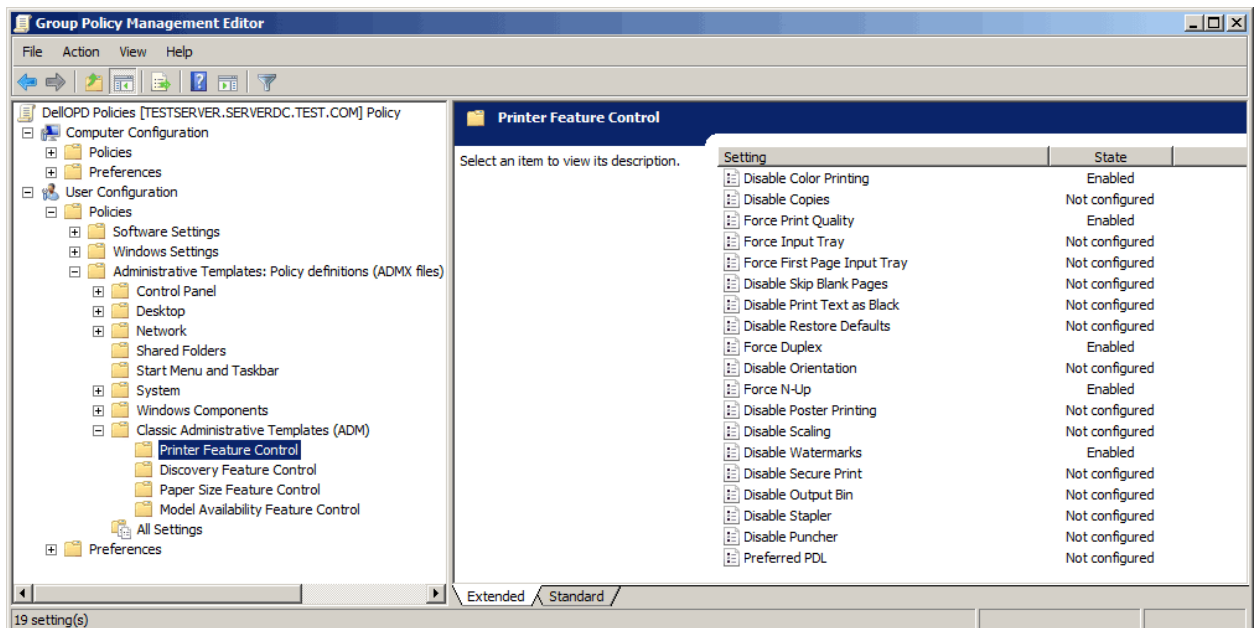 Group Policy Management Editor
File Action View Help
DellOPD Policies [TESTSERVER.SERVERDC.TEST.COM] Policy
Computer Configuration
Policies
Preferences
User Configuration
Policies
Software Settings
Windows Settings
Administrative Templates: Policy definitions (ADMX files)
Control Panel
Desktop
Network
Shared Folders
Start Menu and Taskbar
System
Windows Components
Classic Administrative Templates (ADM)
Printer Feature Control
Discovery Feature Control
Paper Size Feature Control
Model Availability Feature Control
All Settings
Preferences
Printer Feature Control
Select an item to view its description.
Setting State
Disable Color Printing Enabled
Disable Copies Not configured
Force Print Quality Enabled
Force Input Tray Not configured
Force First Page Input Tray Not configured
Disable Skip Blank Pages Not configured
Disable Print Text as Black Not configured
Disable Restore Defaults Not configured
Force Duplex Enabled
Disable Orientation Not configured
Force N-Up Enabled
Disable Poster Printing Not configured
Disable Scaling Not configured
Disable Watermarks Enabled
Disable Secure Print Not configured
Disable Output Bin Not configured
Disable Stapler Not configured
Disable Puncher Not configured
Preferred PDL Not configured
Extended Standard
19 setting(s)